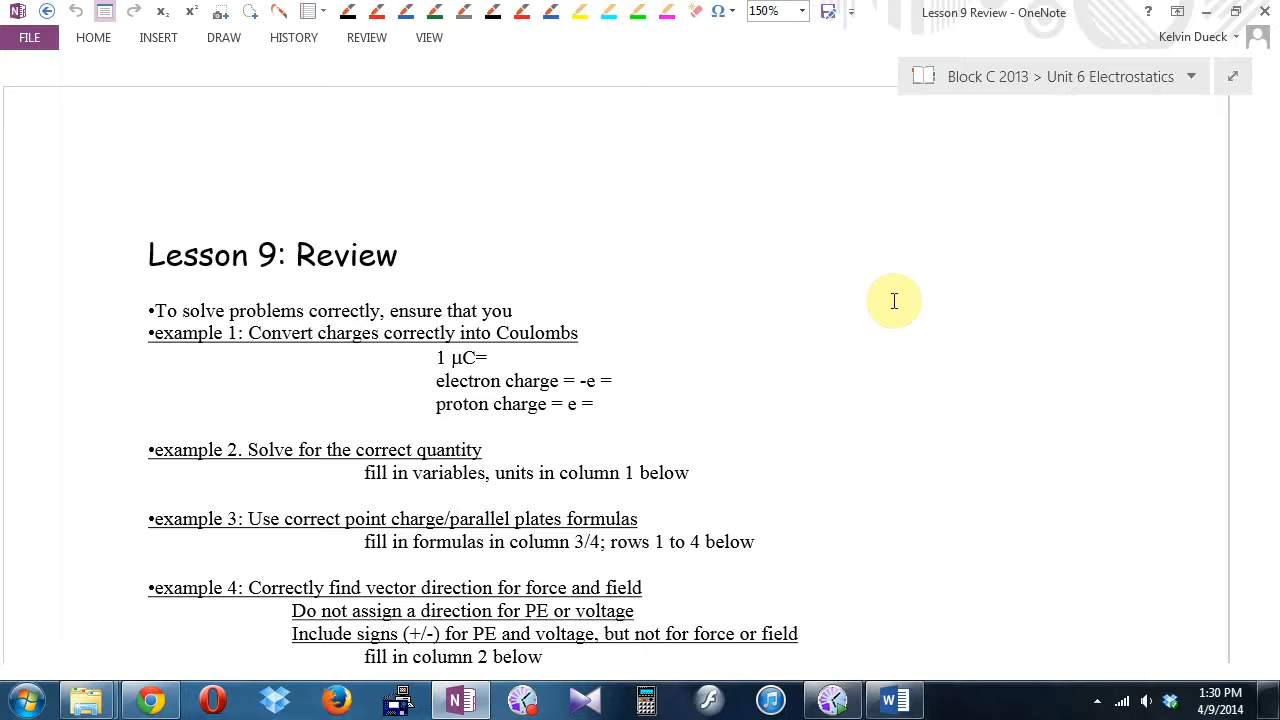 Lesson 9 Review - OneNote
150%
FILE HOME INSERT DRAW HISTORY REVIEW VIEW
Kelvin Dueck
Block C 2013 > Unit 6 Electrostatics
Lesson 9: Review
•To solve problems correctly, ensure that you
•example 1: Convert charges correctly into Coulombs
1 μC=
electron charge = -e =
proton charge = e =
•example 2. Solve for the correct quantity
fill in variables, units in column 1 below
•example 3: Use correct point charge/parallel plates formulas
fill in formulas in column 3/4; rows 1 to 4 below
•example 4: Correctly find vector direction for force and field
Do not assign a direction for PE or voltage
Include signs (+/-) for PE and voltage, but not for force or field
fill in column 2 below
1:30 PM
4/9/2014